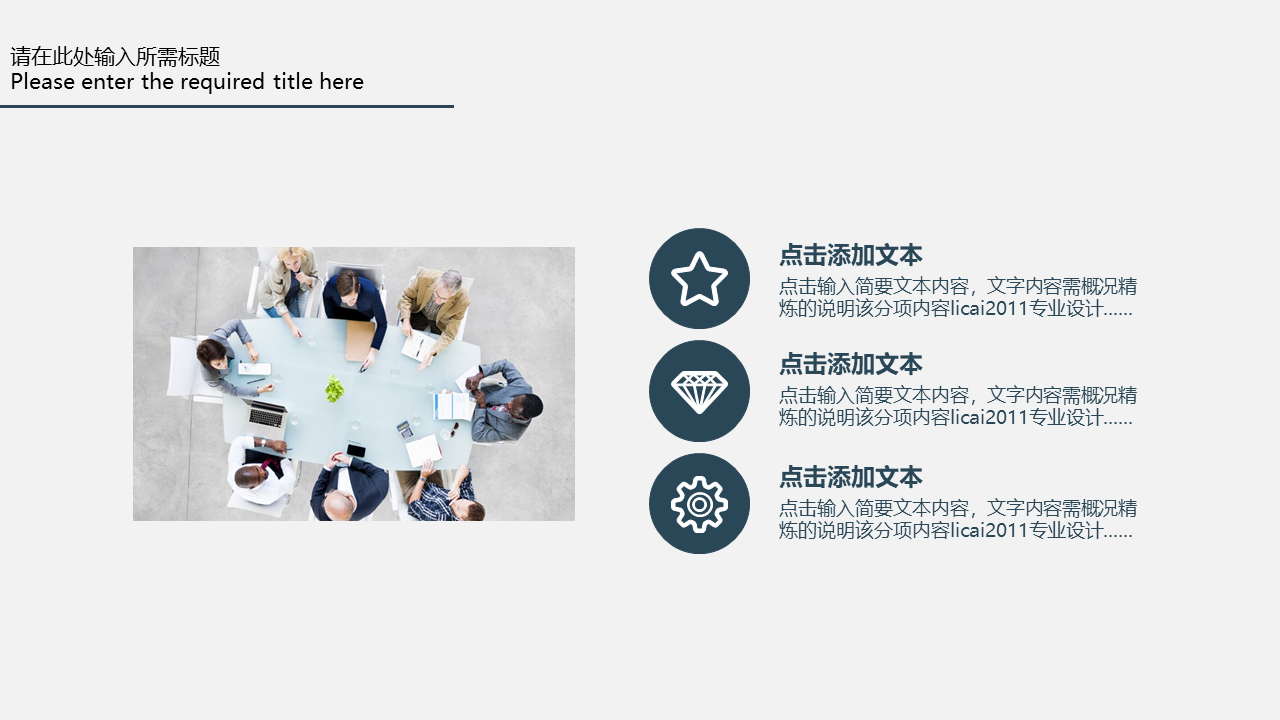 请在此处输入所需标题
Please enter the required title here
点击添加文本
点击输入简要文本内容，文字内容需概况精
炼的说明该分项内容licai2011专业设计……
点击添加文本
点击输入简要文本内容，文字内容需概况精
炼的说明该分项内容licai2011专业设计……
点击添加文本
点击输入简要文本内容，文字内容需概况精
炼的说明该分项内容licai2011专业设计……